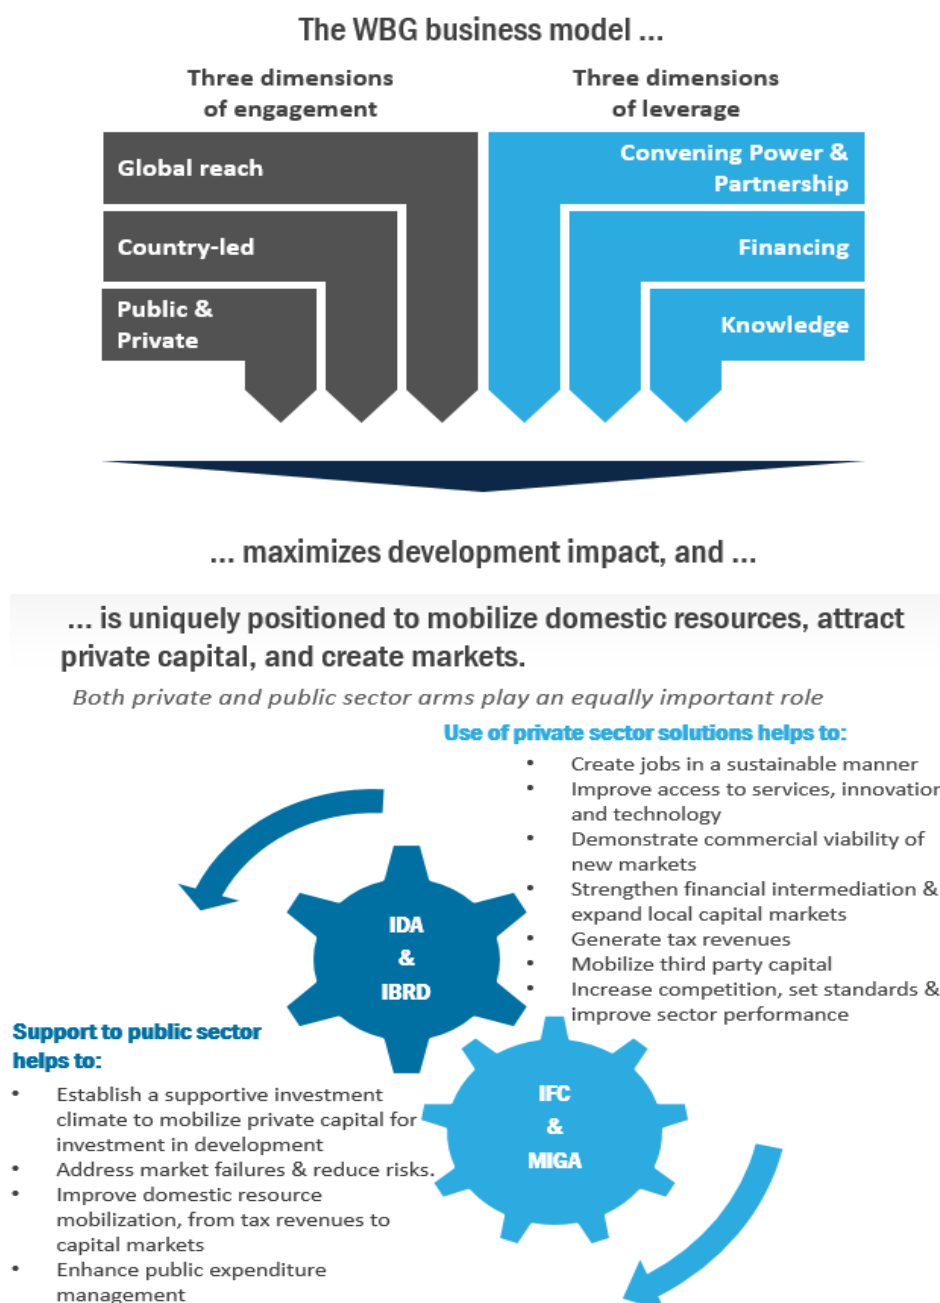 The WBG business model ...
Three dimensions
of engagement
Three dimensions
of leverage
Global reach
Country-led
Public &
Private
Convening Power &
Partnership
Financing
Knowledge
... maximizes development impact, and ...
... is uniquely positioned to mobilize domestic resources, attract
private capital, and create markets.
Both private and public sector arms play an equally important role
Use of private sector solutions helps to:
• Create jobs in a sustainable manner
• Improve access to services, innovation
and technology
• Demonstrate commercial viability of
new markets
• Strengthen financial intermediation &
expand local capital markets
• Generate tax revenues
• Mobilize third party capital
• Increase competition, set standards &
improve sector performance
IDA
&
IBRD
Support to public sector
helps to:
• Establish a supportive investment
climate to mobilize private capital for
investment in development
• Address market failures & reduce risks.
• Improve domestic resource
mobilization, from tax revenues to
capital markets
• Enhance public expenditure
management
IFC
&
MIGA